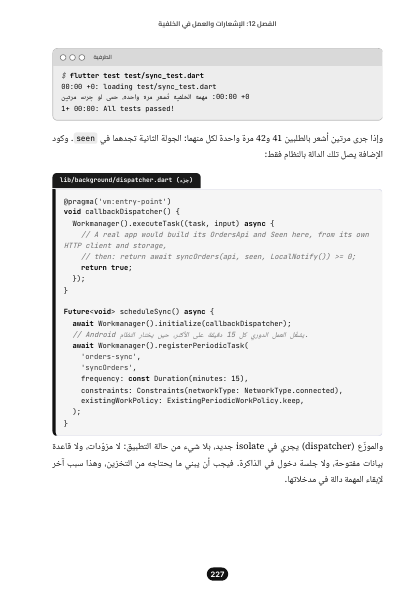 الفصل 12: الإشعارات والعمل في الخلفية
الطرفية
$ flutter test test/sync_test.dart
00:00 +0: loading test/sync_test.dart
00:00 +0: مهمة الخلفية تُشعر مرة واحدة، حتى لو جرت مرتين
00:00 +1: All tests passed!
وإذا جرى مرتين أشعر بالطلبين 41 و42 مرة واحدة لكل منهما: الجولة الثانية تجدهما في seen. وكود
الإضافة يصل تلك الدالة بالنظام فقط:
lib/background/dispatcher.dart (جزء)
@pragma('vm:entry-point')
void callbackDispatcher() {
  Workmanager().executeTask((task, input) async {
    // A real app would build its OrdersApi and Seen here, from its own
HTTP client and storage,
    // then: return await syncOrders(api, seen, LocalNotify()) >= 0;
    return true;
  });
}
Future<void> scheduleSync() async {
  await Workmanager().initialize(callbackDispatcher);
  // Android يشغّل العمل الدوري كل 15 دقيقة على الأكثر، حين يختار النظام.
  await Workmanager().registerPeriodicTask(
    'orders-sync',
    'syncOrders',
    frequency: const Duration(minutes: 15),
    constraints: Constraints(networkType: NetworkType.connected),
    existingWorkPolicy: ExistingPeriodicWorkPolicy.keep,
  );
}
والموزّع (dispatcher) يجري في isolate جديد، بلا شيء من حالة التطبيق: لا مزوّدات، ولا قاعدة
بيانات مفتوحة، ولا جلسة دخول في الذاكرة. فيجب أن يبني ما يحتاجه من التخزين، وهذا سبب آخر
لإبقاء المهمة دالة في مدخلاتها.
227